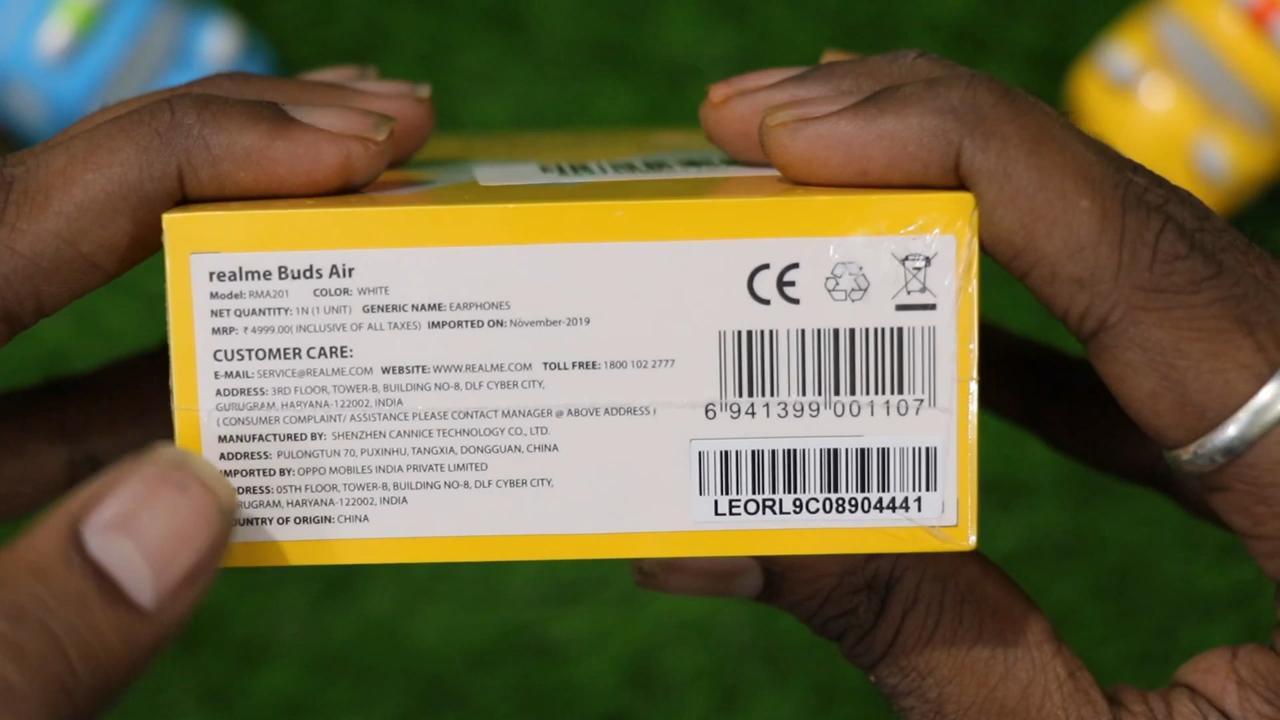 realme Buds Air
Model: RMA201 COLOR: WHITE
NET QUANTITY: 1N (1 UNIT) GENERIC NAME: EARPHONES
MRP: ₹ 4999.00( INCLUSIVE OF ALL TAXES) IMPORTED ON: November-2019
CUSTOMER CARE:
E-MAIL: SERVICE@REALME.COM WEBSITE: WWW.REALME.COM TOLL FREE: 1800 102 2777
ADDRESS: 3RD FLOOR, TOWER-B, BUILDING NO-8, DLF CYBER CITY,
GURUGRAM, HARYANA-122002, INDIA
( CONSUMER COMPLAINT/ ASSISTANCE PLEASE CONTACT MANAGER @ ABOVE ADDRESS )
MANUFACTURED BY: SHENZHEN CANNICE TECHNOLOGY CO., LTD.
ADDRESS: PULONGTUN 70, PUXINHU, TANGXIA, DONGGUAN, CHINA
IMPORTED BY: OPPO MOBILES INDIA PRIVATE LIMITED
DRESS: 05TH FLOOR, TOWER-B, BUILDING NO-8, DLF CYBER CITY,
RUGRAM, HARYANA-122002, INDIA
OUNTRY OF ORIGIN: CHINA
CE
6 941399 001107
LEORL9C08904441